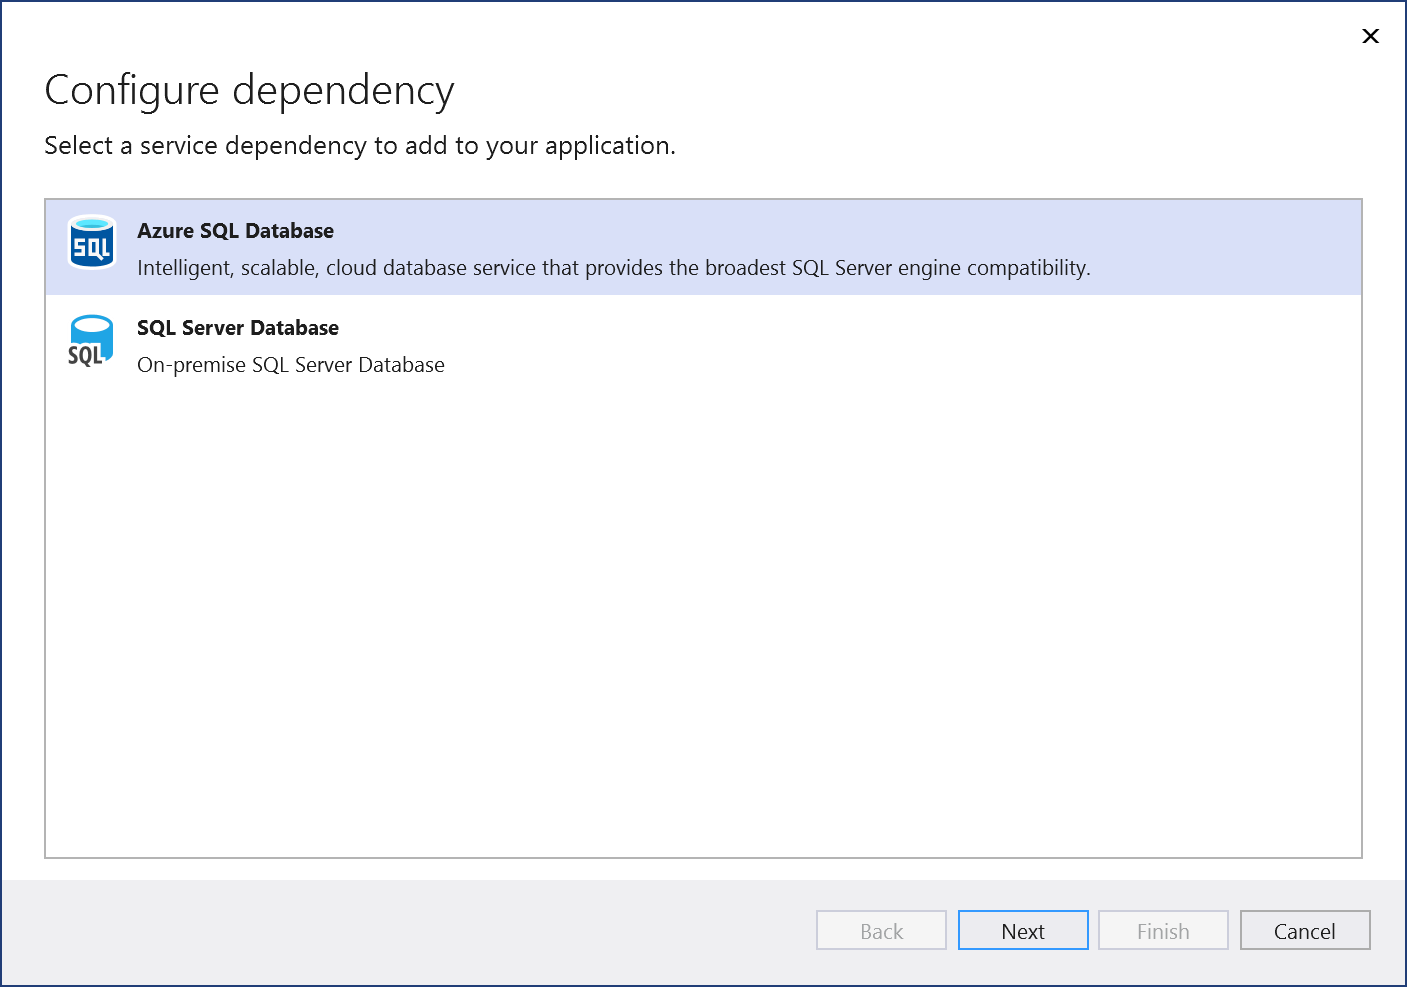 Configure dependency
Select a service dependency to add to your application.
SQL
Azure SQL Database
Intelligent, scalable, cloud database service that provides the broadest SQL Server engine compatibility.
SQL
SQL Server Database
On-premise SQL Server Database
Back
Next
Finish
Cancel